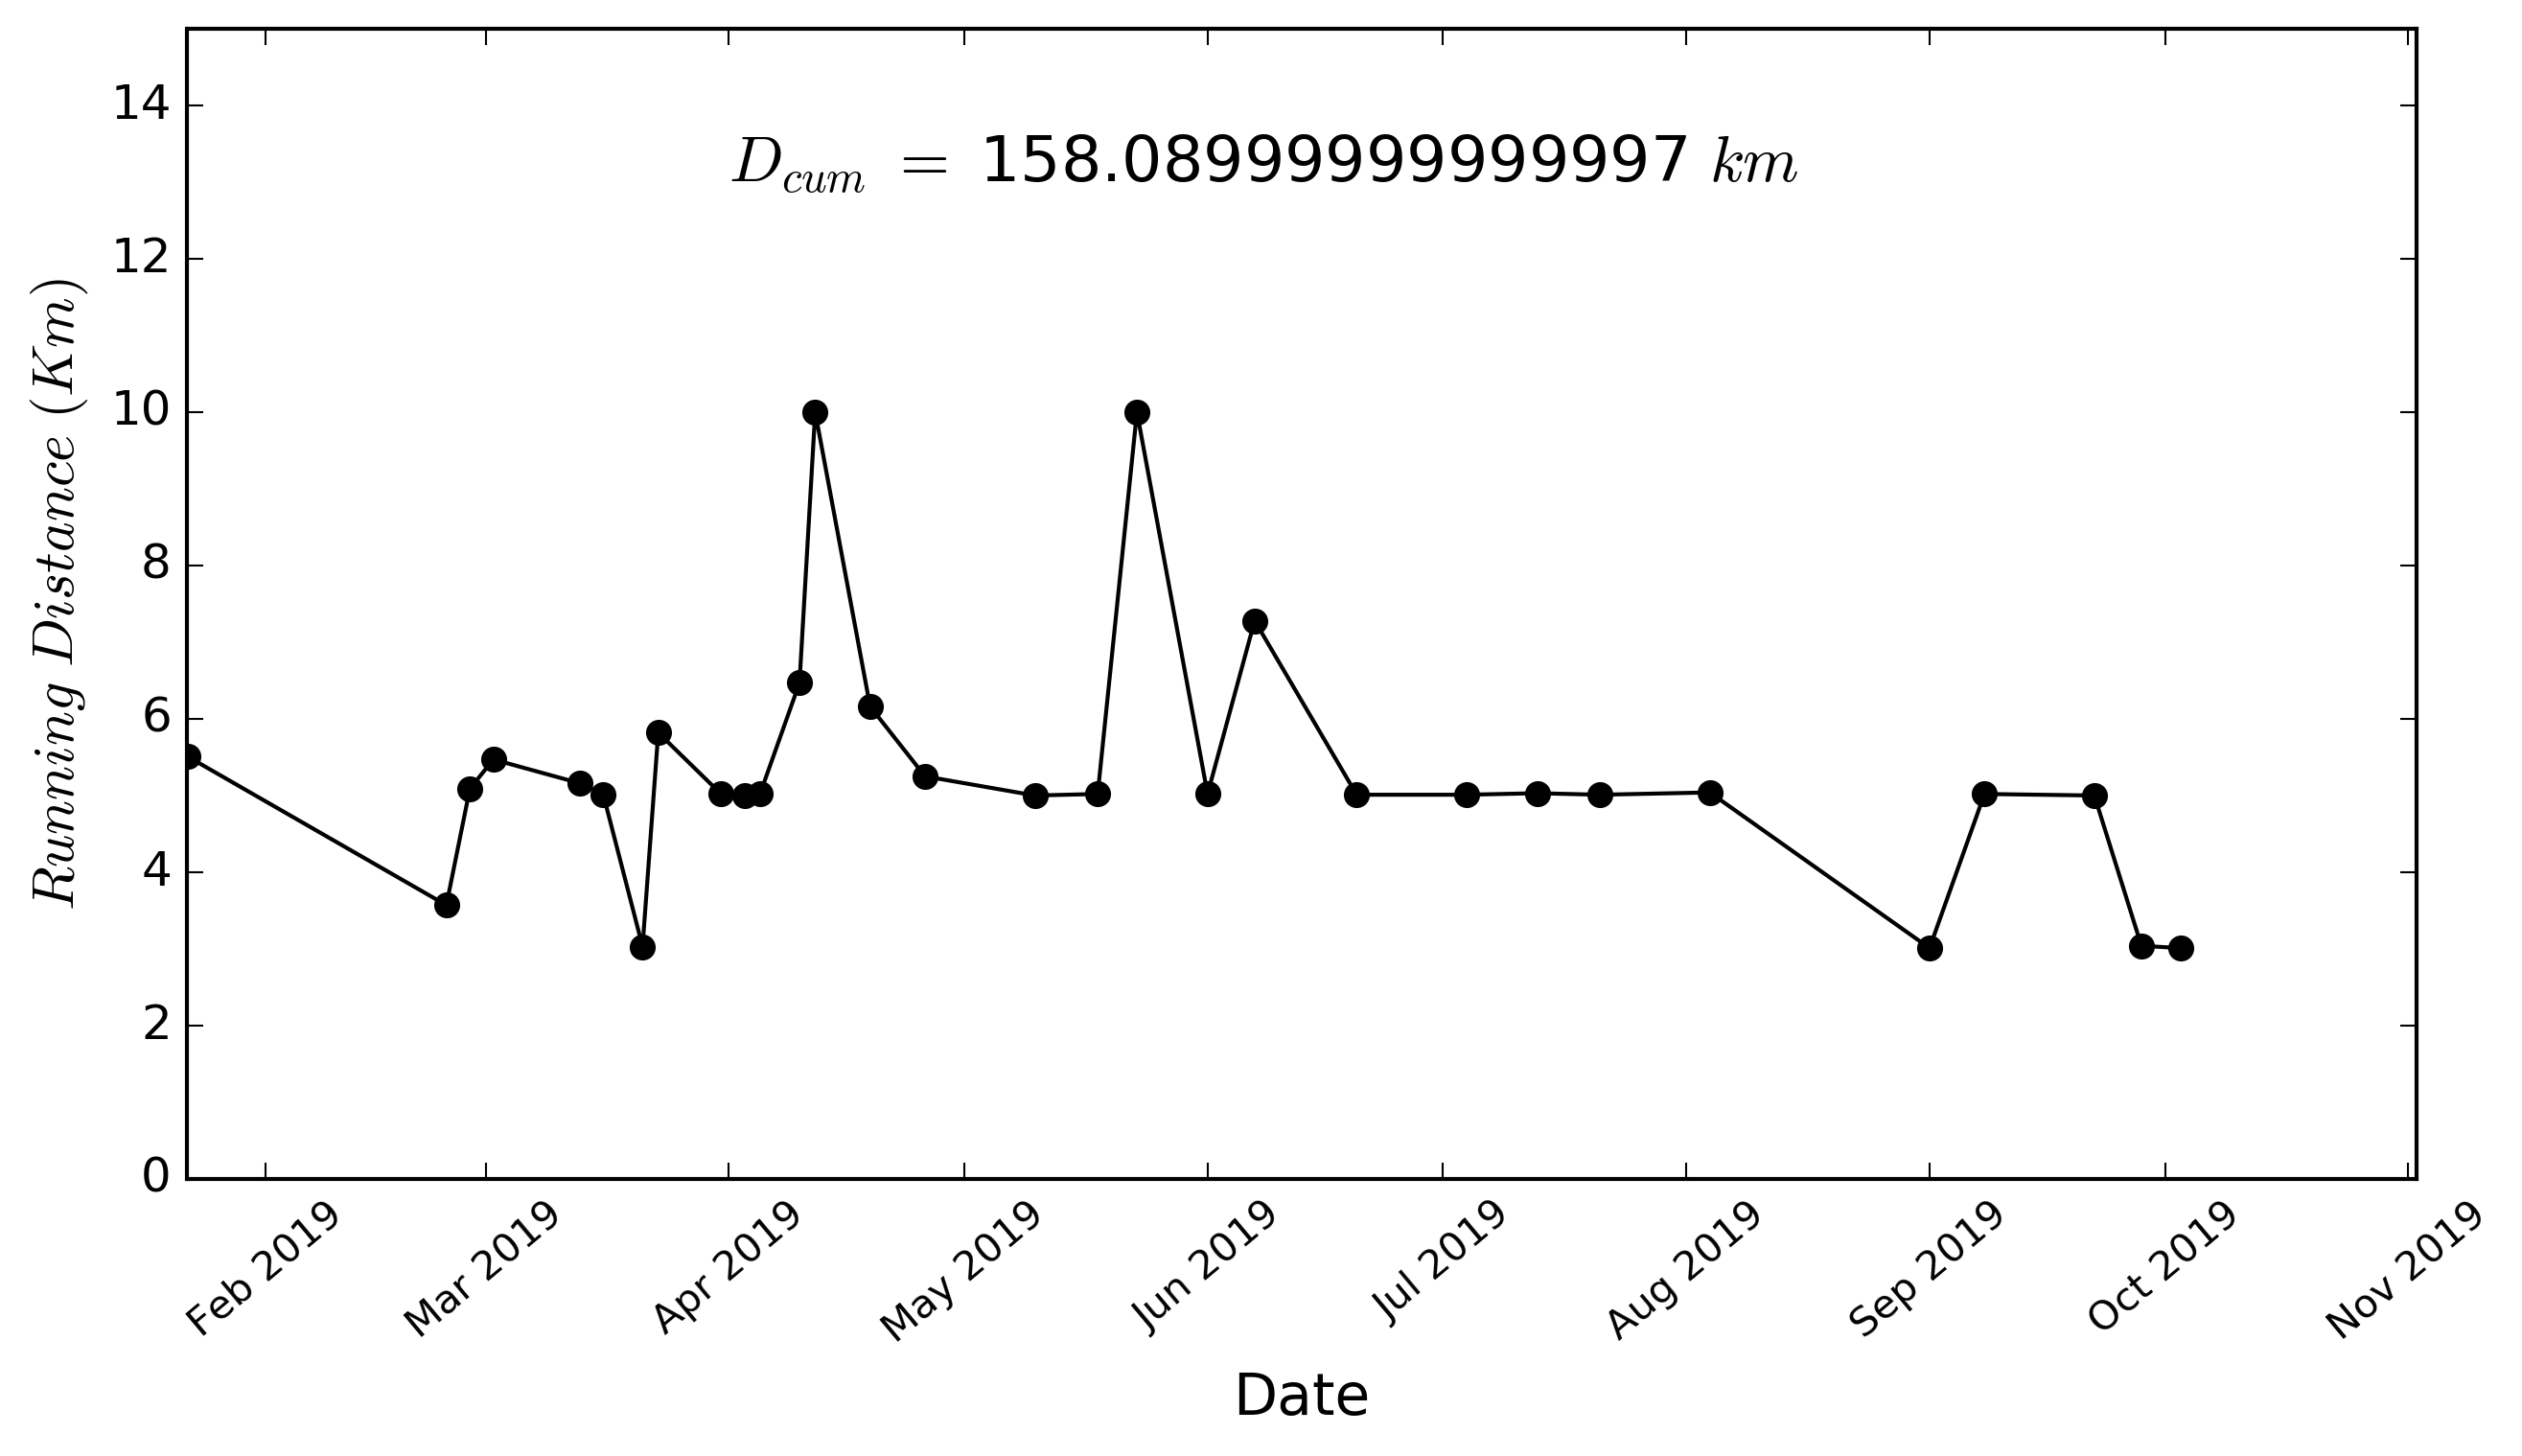 D_cum = 158.08999999999997 km
Running Distance (Km)
14
12
10
8
6
4
2
0
Feb 2019
Mar 2019
Apr 2019
May 2019
Jun 2019
Jul 2019
Aug 2019
Sep 2019
Oct 2019
Nov 2019
Date